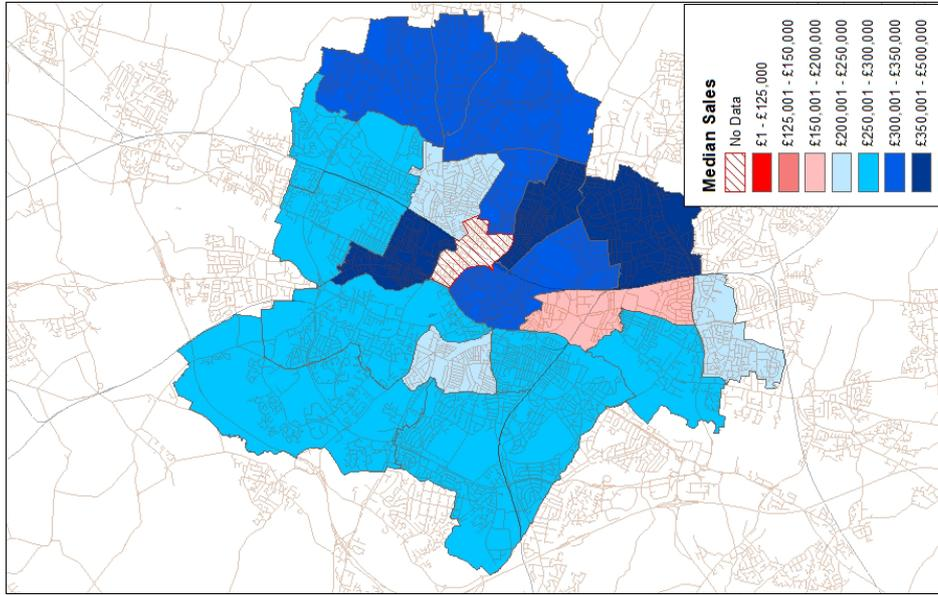 Median Sales
No Data
£1 - £125,000
£125,001 - £150,000
£150,001 - £200,000
£200,001 - £250,000
£250,001 - £300,000
£300,001 - £350,000
£350,001 - £500,000